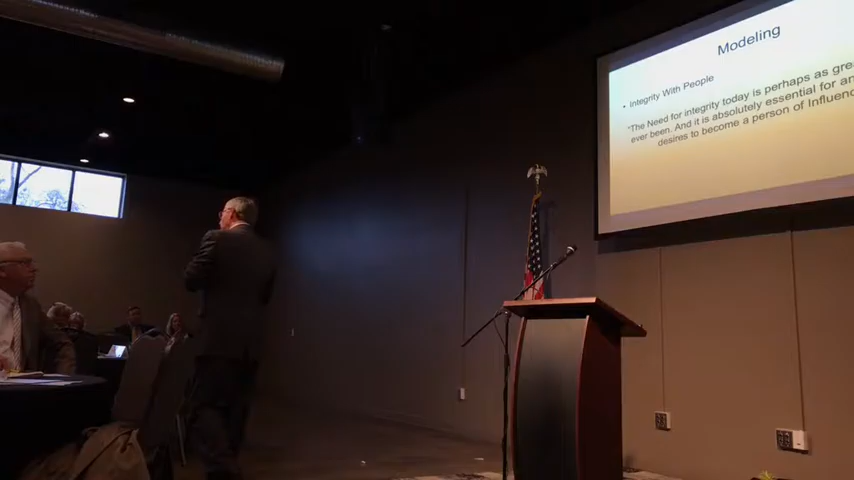 Modeling
• Integrity With People
"The Need for integrity today is perhaps as gre
ever been. And it is absolutely essential for an
desires to become a person of Influenc